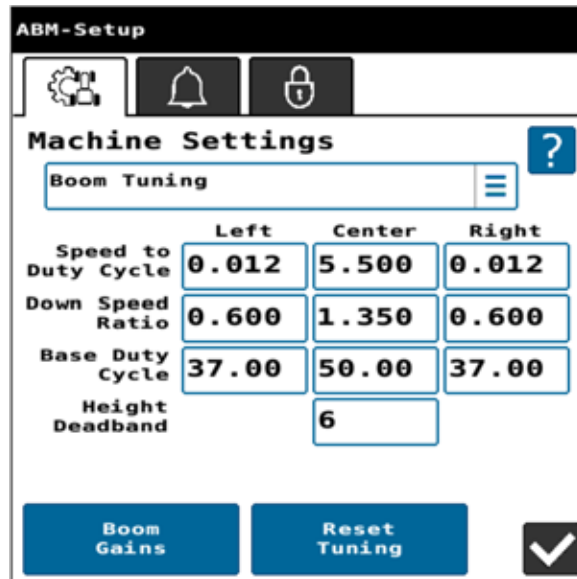 ABM-Setup
Machine Settings
?
Boom Tuning
Left Center Right
Speed to
Duty Cycle 0.012 5.500 0.012
Down Speed
Ratio 0.600 1.350 0.600
Base Duty
Cycle 37.00 50.00 37.00
Height
Deadband 6
Boom
Gains
Reset
Tuning